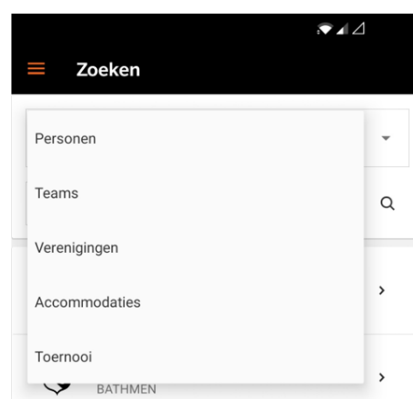 Zoeken
Personen
Teams
Verenigingen
Accommodaties
Toernooi
BATHMEN